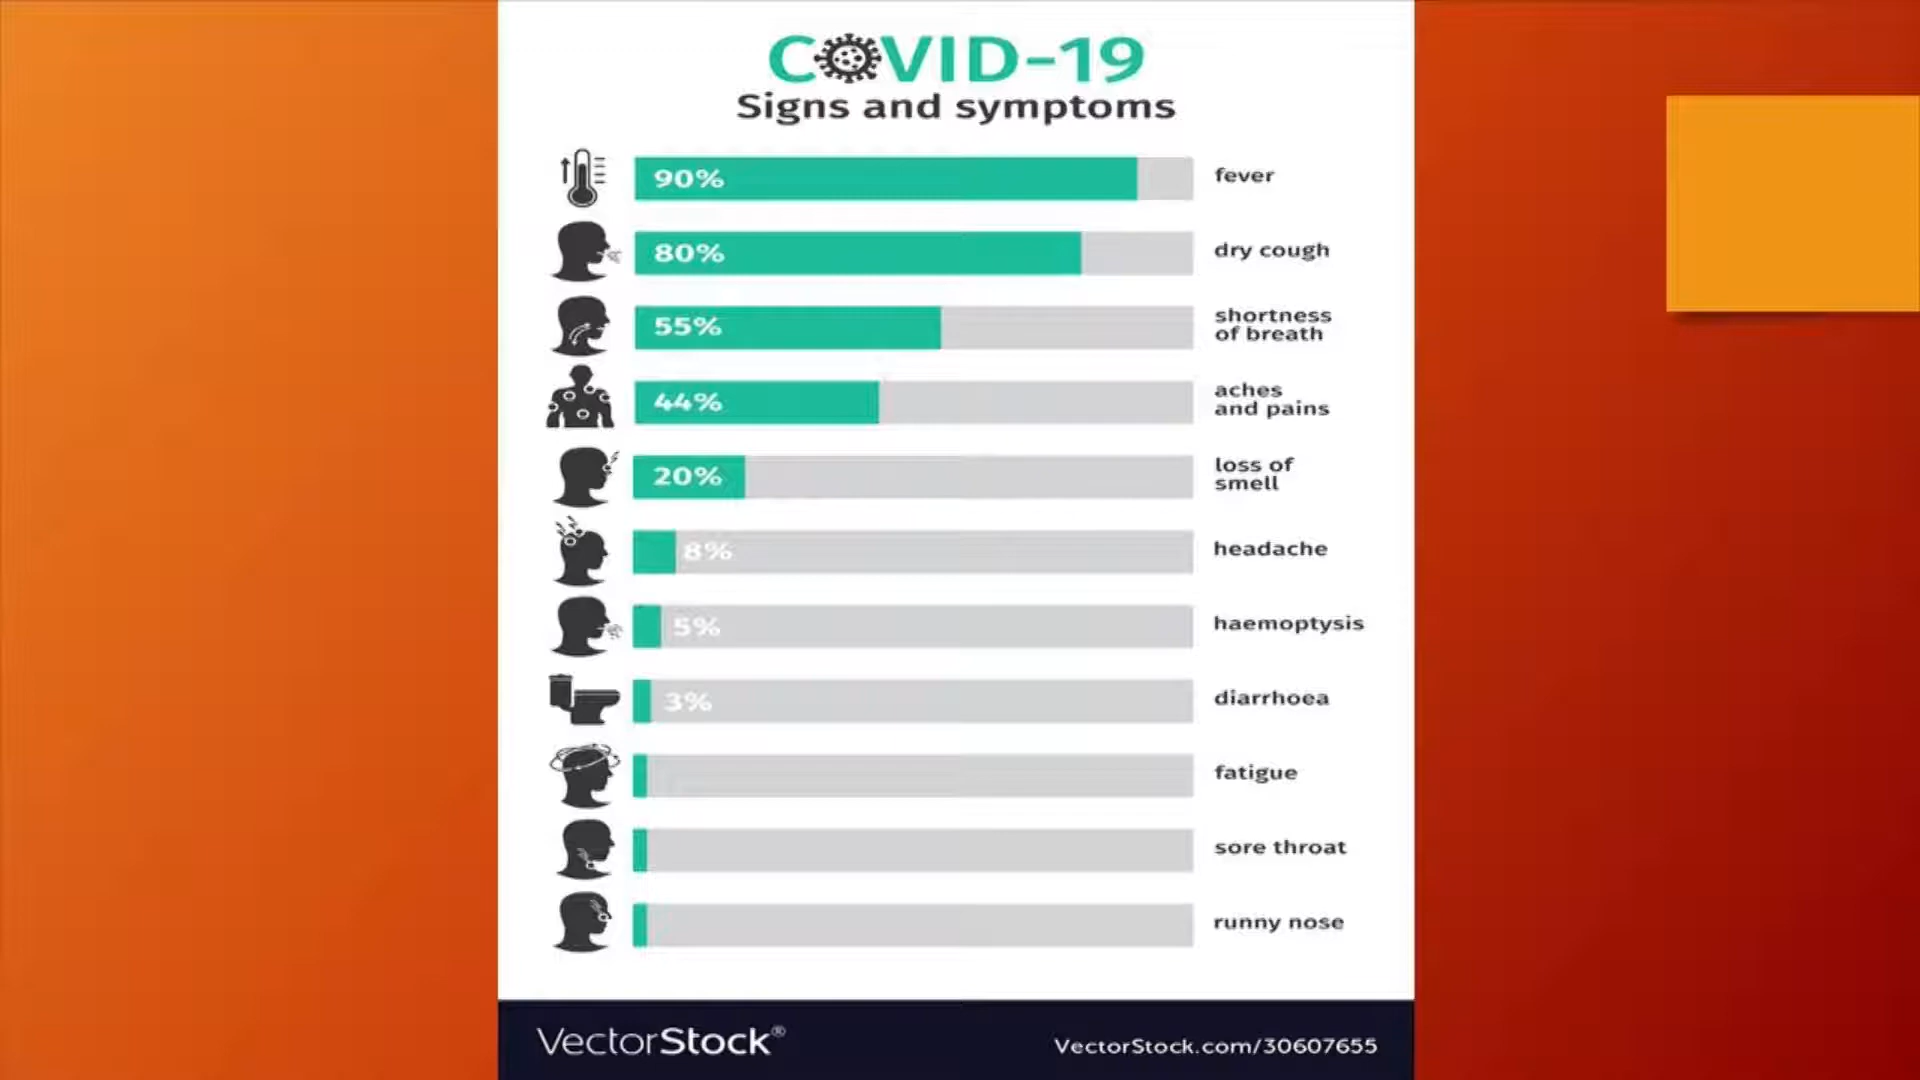 COVID-19
Signs and symptoms
90% fever
80% dry cough
55% shortness
of breath
44% aches
and pains
20% loss of
smell
8% headache
5% haemoptysis
3% diarrhoea
fatigue
sore throat
runny nose
VectorStock® VectorStock.com/30607655